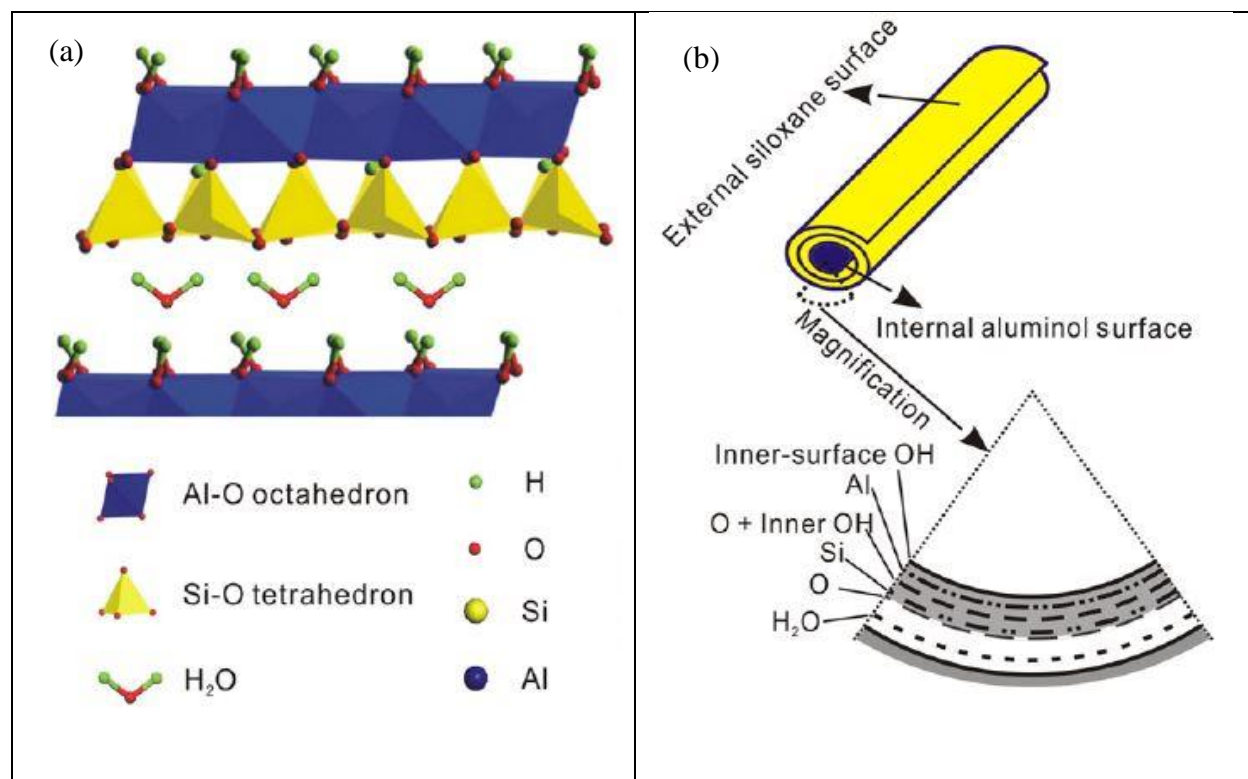 (a)
Al-O octahedron
Si-O tetrahedron
H₂O
H
O
Si
Al
(b)
External siloxane surface
Internal aluminol surface
Magnification
Inner-surface OH
Al
O + Inner OH
Si
O
H₂O